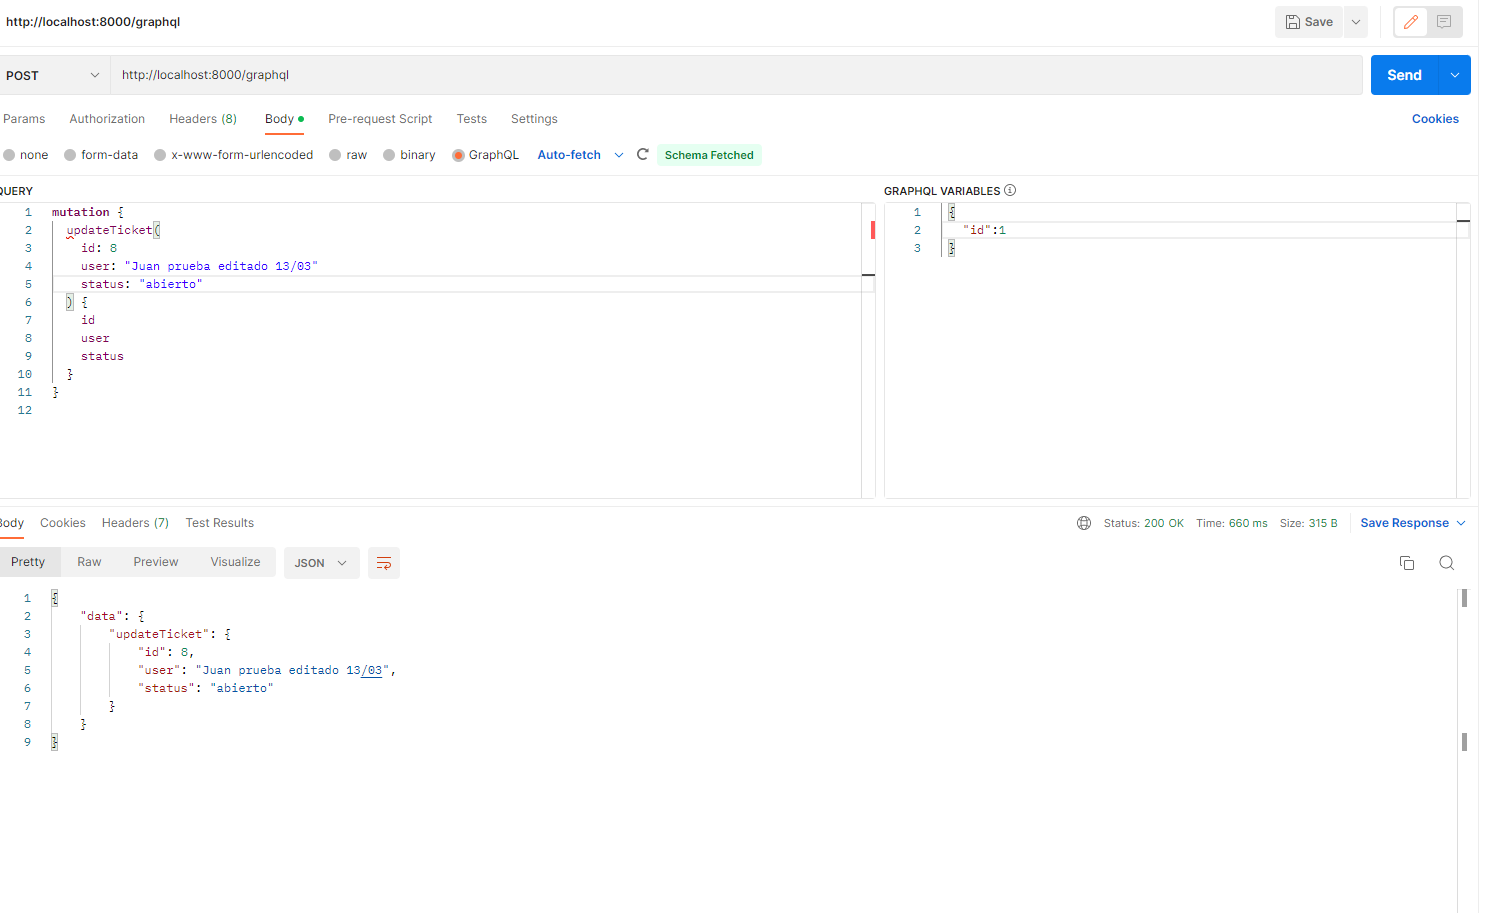 http://localhost:8000/graphql
Save
POST http://localhost:8000/graphql Send
Params Authorization Headers (8) Body Pre-request Script Tests Settings Cookies
none form-data x-www-form-urlencoded raw binary GraphQL Auto-fetch Schema Fetched
QUERY
1 mutation {
2 updateTicket(
3 id: 8
4 user: "Juan prueba editado 13/03"
5 status: "abierto"
6 ) {
7 id
8 user
9 status
10 }
11 }
12
GRAPHQL VARIABLES
1 {
2 "id":1
3 }
Body Cookies Headers (7) Test Results Status: 200 OK Time: 660 ms Size: 315 B Save Response
Pretty Raw Preview Visualize JSON
1 {
2 "data": {
3 "updateTicket": {
4 "id": 8,
5 "user": "Juan prueba editado 13/03",
6 "status": "abierto"
7 }
8 }
9 }